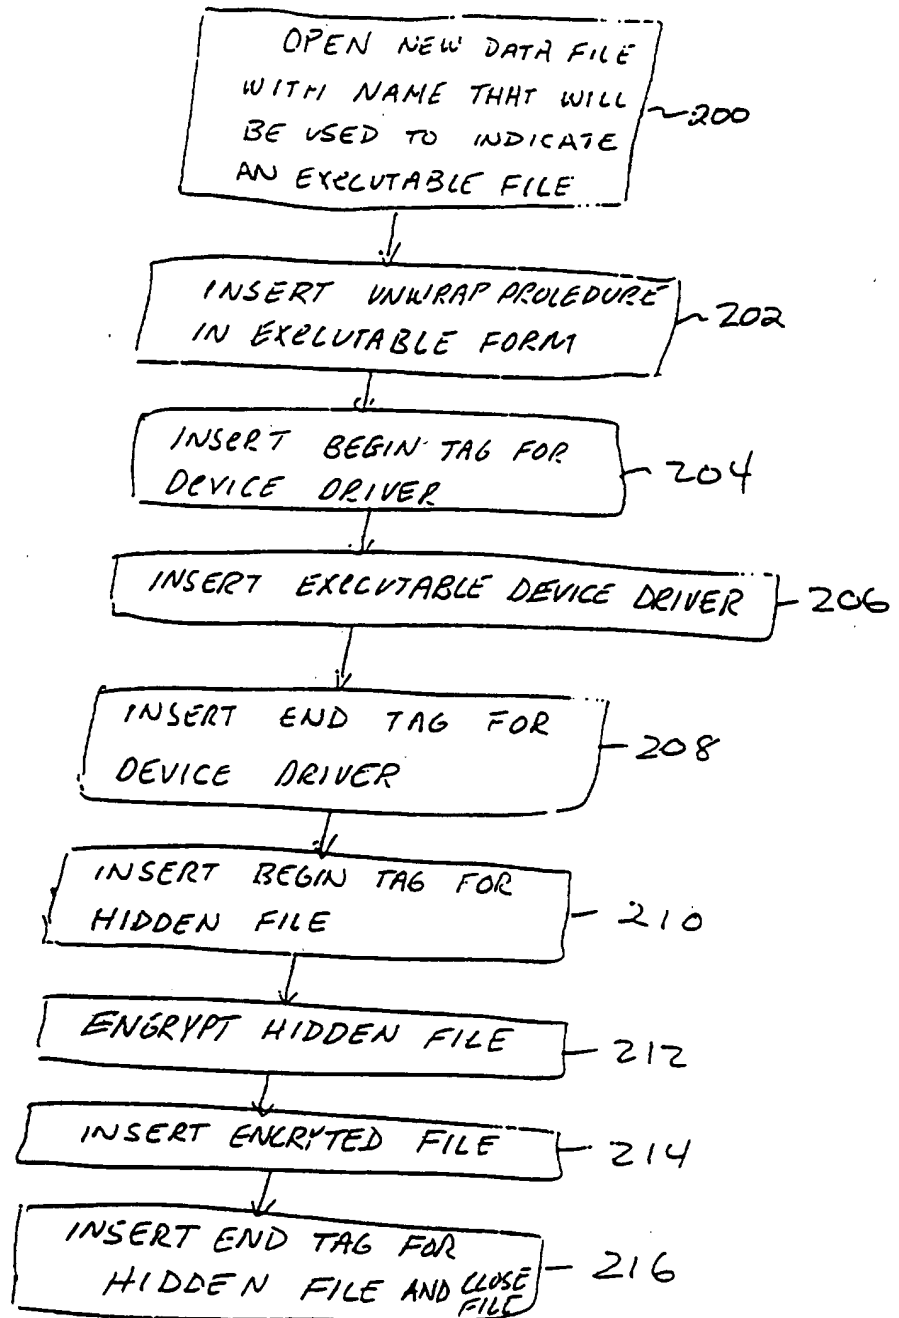 OPEN NEW DATA FILE
WITH NAME THAT WILL
BE USED TO INDICATE
AN EXECUTABLE FILE
200
INSERT UNWRAP PROCEDURE
IN EXECUTABLE FORM
202
INSERT BEGIN TAG FOR
DEVICE DRIVER
204
INSERT EXECUTABLE DEVICE DRIVER
206
INSERT END TAG FOR
DEVICE DRIVER
208
INSERT BEGIN TAG FOR
HIDDEN FILE
210
ENCRYPT HIDDEN FILE
212
INSERT ENCRYTED FILE
214
INSERT END TAG FOR
HIDDEN FILE AND CLOSE
FILE
216